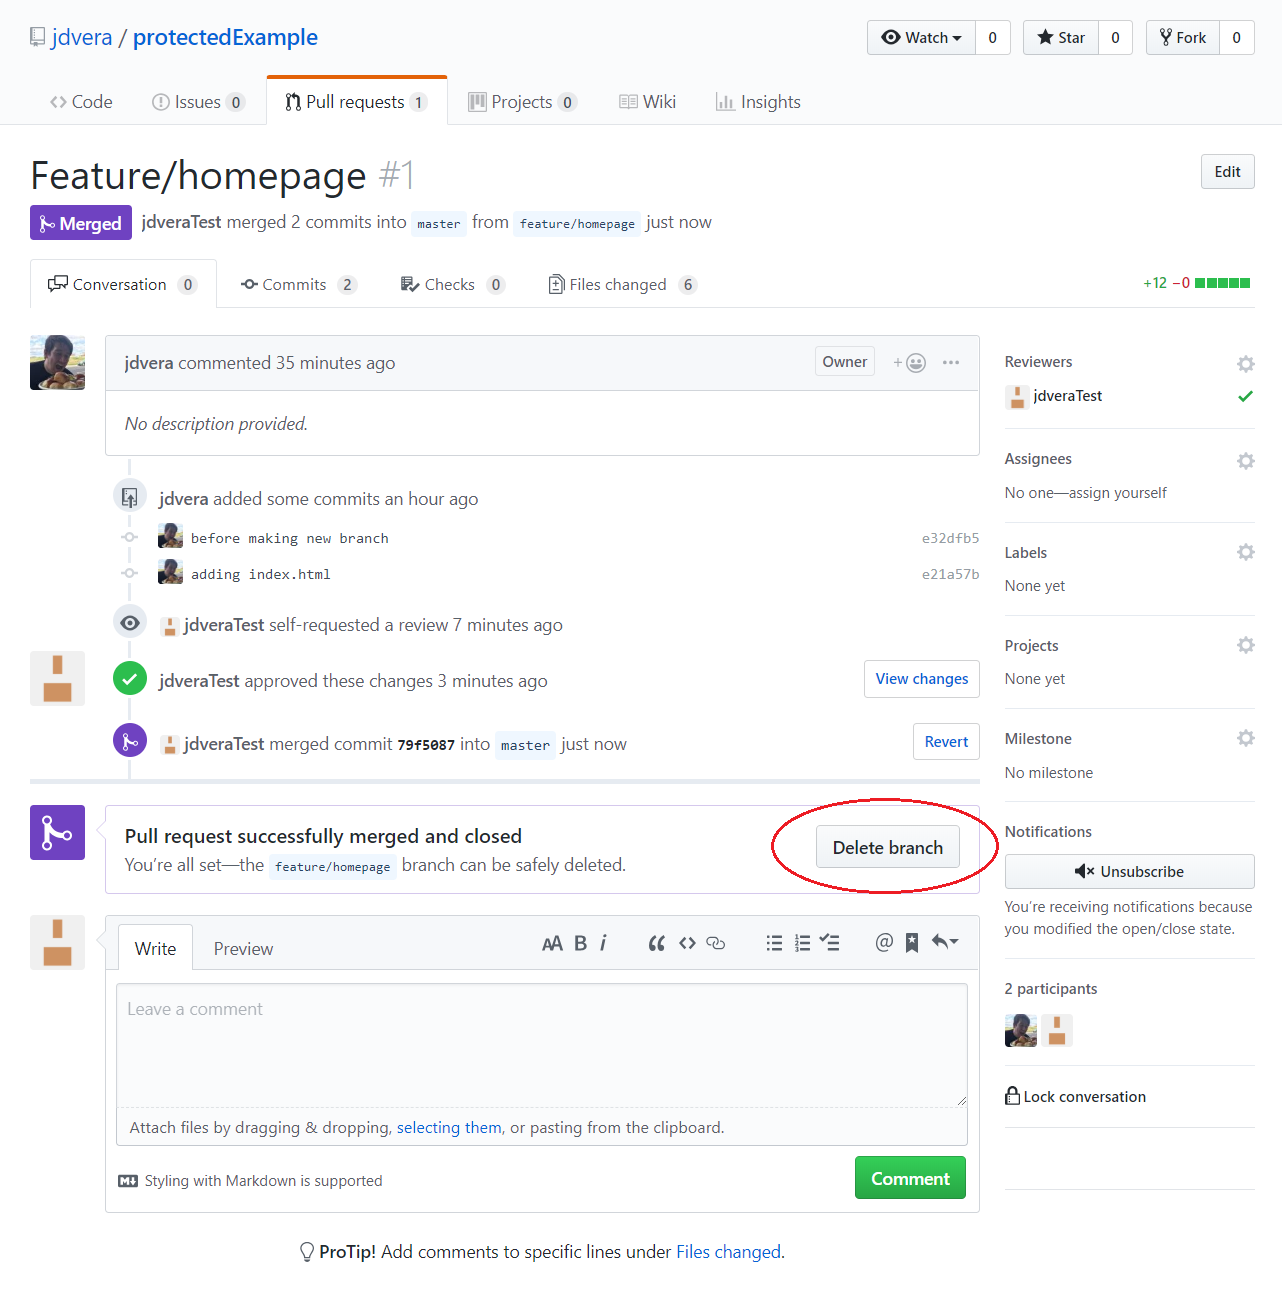 jdvera / protectedExample
Watch 0 Star 0 Fork 0
Code Issues 0 Pull requests 1 Projects 0 Wiki Insights
Feature/homepage #1
Edit
Merged jdveraTest merged 2 commits into master from feature/homepage just now
Conversation 0 Commits 2 Checks 0 Files changed 6 +12 −0
jdvera commented 35 minutes ago
Owner
No description provided.
jdvera added some commits an hour ago
before making new branch e32dfb5
adding index.html e21a57b
jdveraTest self-requested a review 7 minutes ago
jdveraTest approved these changes 3 minutes ago
View changes
jdveraTest merged commit 79f5087 into master just now
Revert
Pull request successfully merged and closed
You're all set—the feature/homepage branch can be safely deleted.
Delete branch
Write Preview
AA B i
Leave a comment
Attach files by dragging & dropping, selecting them, or pasting from the clipboard.
Styling with Markdown is supported
Comment
ProTip! Add comments to specific lines under Files changed.
Reviewers
jdveraTest
Assignees
No one—assign yourself
Labels
None yet
Projects
None yet
Milestone
No milestone
Notifications
Unsubscribe
You're receiving notifications because
you modified the open/close state.
2 participants
Lock conversation